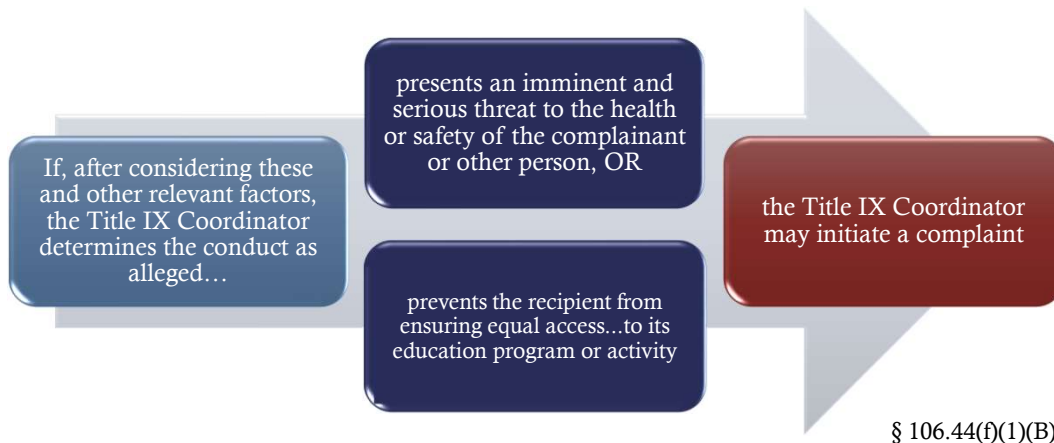 If, after considering these
and other relevant factors,
the Title IX Coordinator
determines the conduct as
alleged…
presents an imminent and
serious threat to the health
or safety of the complainant
or other person, OR
prevents the recipient from
ensuring equal access...to its
education program or activity
the Title IX Coordinator
may initiate a complaint
§ 106.44(f)(1)(B)